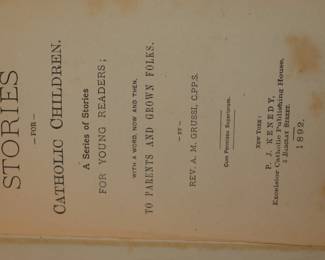 STORIES
—FOR—
CATHOLIC CHILDREN.
A Series of Stories
FOR YOUNG READERS;
WITH A WORD, NOW AND THEN,
TO PARENTS AND GROWN FOLKS.
—BY—
REV. A. M. GRUSSI, C.PP.S.
Cum Permissu Superiorum.
NEW YORK:
P. J. KENEDY,
Excelsior Catholic Publishing House,
5 BARCLAY STREET.
1892.